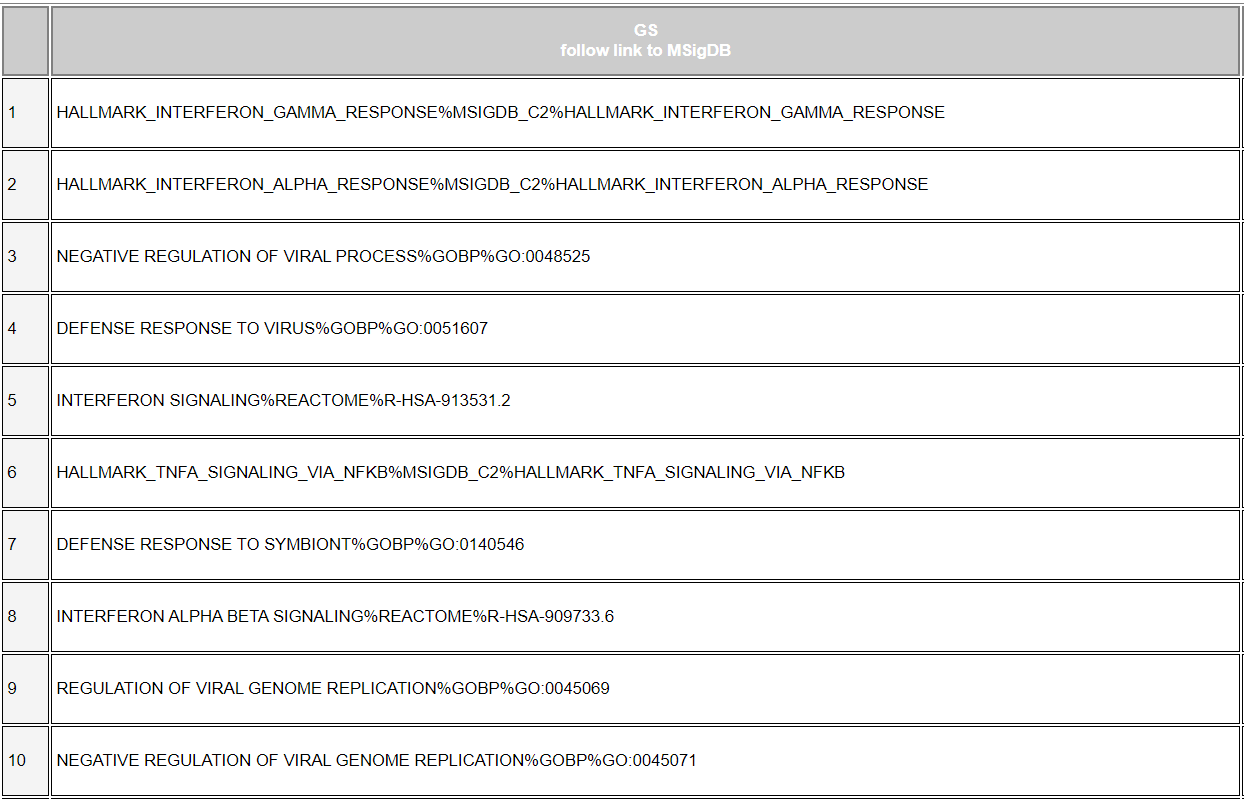 GS
follow link to MSigDB
1 HALLMARK_INTERFERON_GAMMA_RESPONSE%MSIGDB_C2%HALLMARK_INTERFERON_GAMMA_RESPONSE
2 HALLMARK_INTERFERON_ALPHA_RESPONSE%MSIGDB_C2%HALLMARK_INTERFERON_ALPHA_RESPONSE
3 NEGATIVE REGULATION OF VIRAL PROCESS%GOBP%GO:0048525
4 DEFENSE RESPONSE TO VIRUS%GOBP%GO:0051607
5 INTERFERON SIGNALING%REACTOME%R-HSA-913531.2
6 HALLMARK_TNFA_SIGNALING_VIA_NFKB%MSIGDB_C2%HALLMARK_TNFA_SIGNALING_VIA_NFKB
7 DEFENSE RESPONSE TO SYMBIONT%GOBP%GO:0140546
8 INTERFERON ALPHA BETA SIGNALING%REACTOME%R-HSA-909733.6
9 REGULATION OF VIRAL GENOME REPLICATION%GOBP%GO:0045069
10 NEGATIVE REGULATION OF VIRAL GENOME REPLICATION%GOBP%GO:0045071